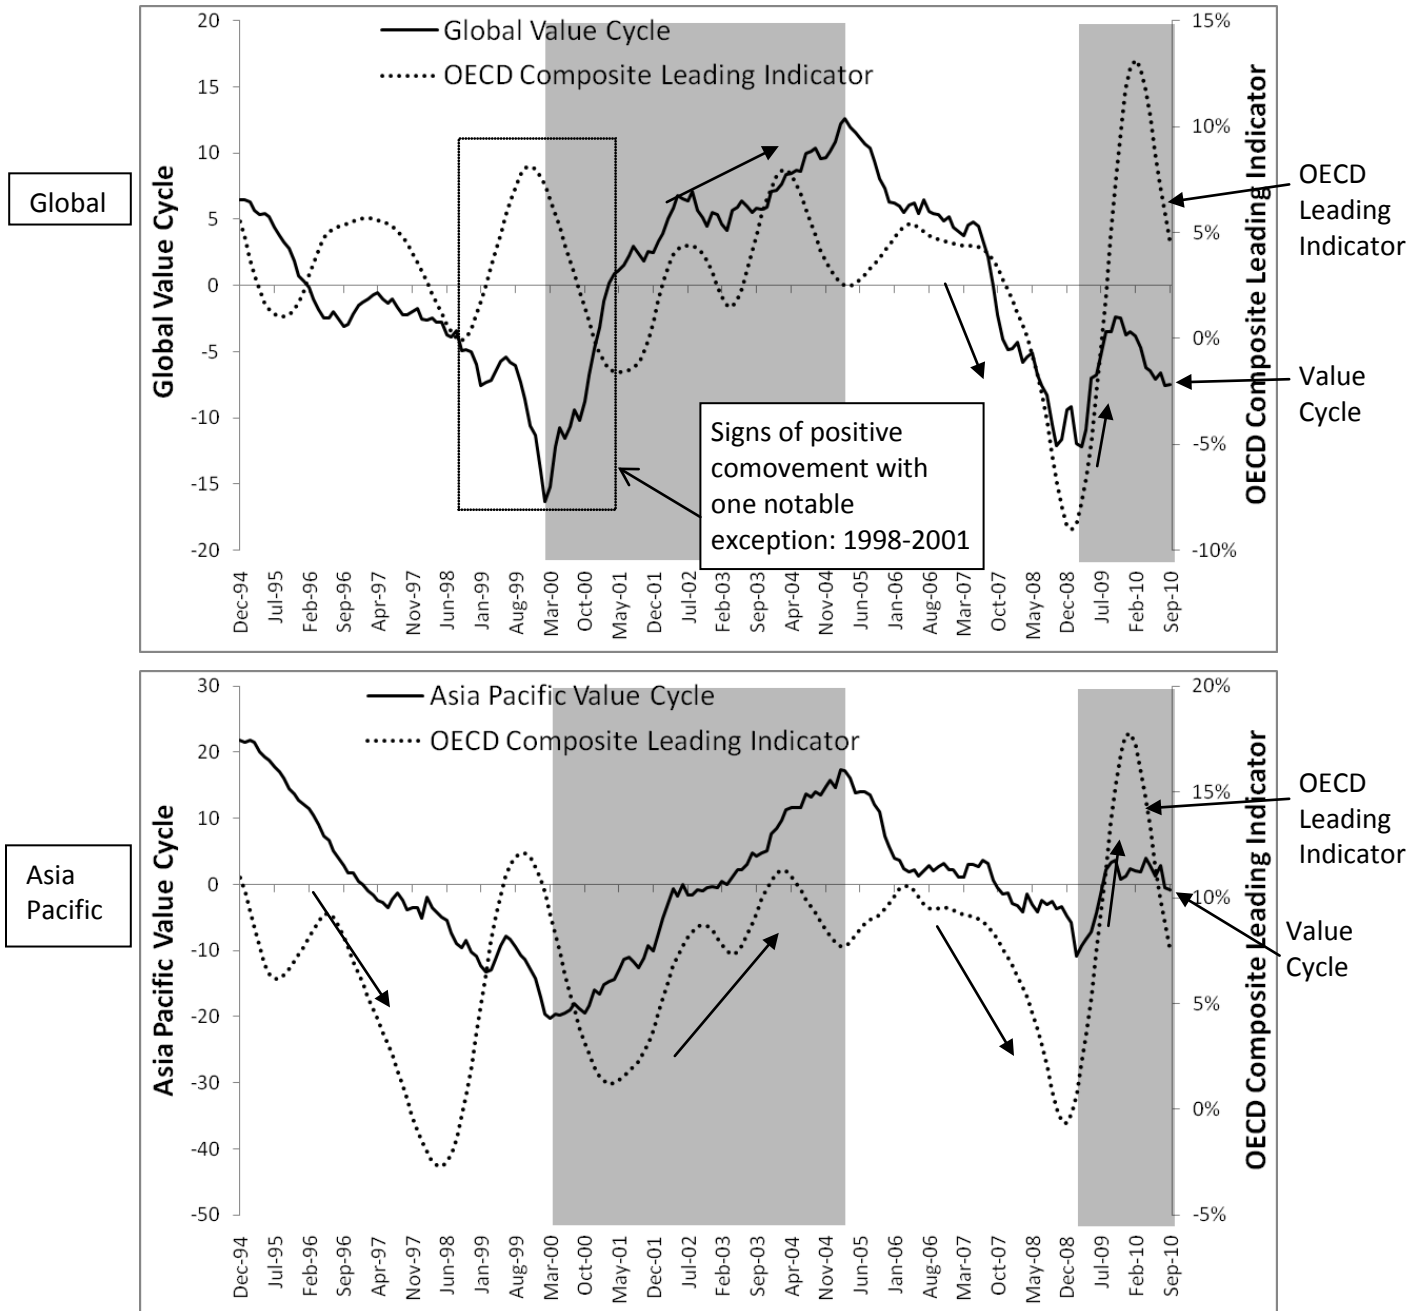 Global Value Cycle
OECD Composite Leading Indicator
20
15
10
5
0
-5
-10
-15
-20
Global Value Cycle
15%
10%
5%
0%
-5%
-10%
OECD Composite Leading Indicator
Global
OECD
Leading
Indicator
Value
Cycle
Signs of positive
comovement with
one notable
exception: 1998-2001
Dec-94
Jul-95
Feb-96
Sep-96
Apr-97
Nov-97
Jun-98
Jan-99
Aug-99
Mar-00
Oct-00
May-01
Dec-01
Jul-02
Feb-03
Sep-03
Apr-04
Nov-04
Jun-05
Jan-06
Aug-06
Mar-07
Oct-07
May-08
Dec-08
Jul-09
Feb-10
Sep-10
Asia Pacific Value Cycle
OECD Composite Leading Indicator
30
20
10
0
-10
-20
-30
-40
-50
Asia Pacific Value Cycle
20%
15%
10%
5%
0%
-5%
OECD Composite Leading Indicator
Asia
Pacific
OECD
Leading
Indicator
Value
Cycle
Dec-94
Jul-95
Feb-96
Sep-96
Apr-97
Nov-97
Jun-98
Jan-99
Aug-99
Mar-00
Oct-00
May-01
Dec-01
Jul-02
Feb-03
Sep-03
Apr-04
Nov-04
Jun-05
Jan-06
Aug-06
Mar-07
Oct-07
May-08
Dec-08
Jul-09
Feb-10
Sep-10